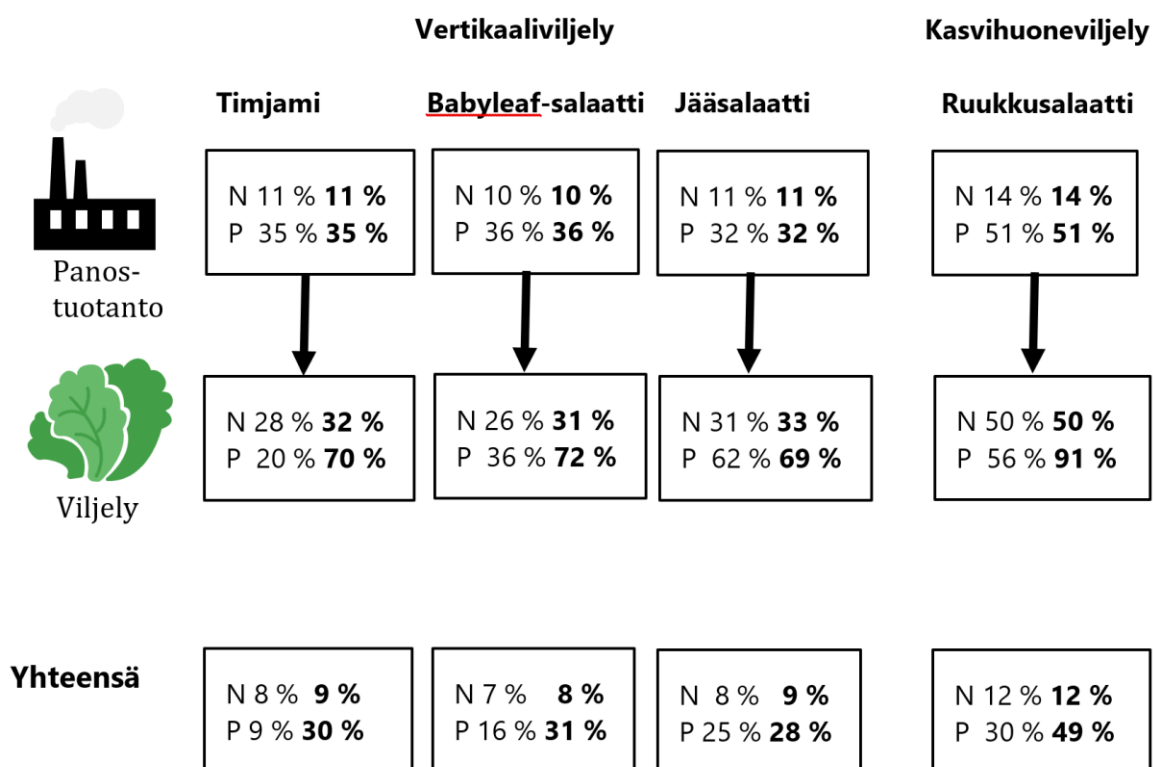 Vertikaaliviljely Kasvihuoneviljely
Timjami Babyleaf-salaatti Jääsalaatti Ruukkusalaatti
N 11 % 11 % N 10 % 10 % N 11 % 11 % N 14 % 14 %
P 35 % 35 % P 36 % 36 % P 32 % 32 % P 51 % 51 %
Panos-
tuotanto
N 28 % 32 % N 26 % 31 % N 31 % 33 % N 50 % 50 %
P 20 % 70 % P 36 % 72 % P 62 % 69 % P 56 % 91 %
Viljely
Yhteensä
N 8 % 9 % N 7 % 8 % N 8 % 9 % N 12 % 12 %
P 9 % 30 % P 16 % 31 % P 25 % 28 % P 30 % 49 %